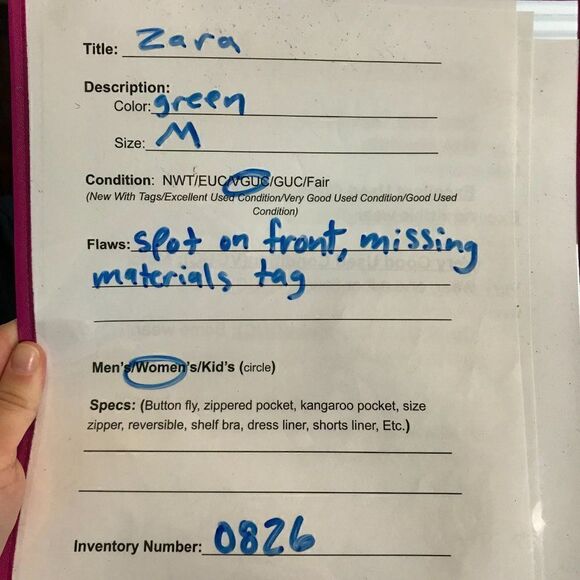 Title: Zara
Description:
Color: green
Size: M
Condition: NWT/EUC/VGUC/GUC/Fair
(New With Tags/Excellent Used Condition/Very Good Used Condition/Good Used
Condition)
Flaws: spot on front, missing
materials tag
Men's/Women's/Kid's (circle)
Specs: (Button fly, zippered pocket, kangaroo pocket, size
zipper, reversible, shelf bra, dress liner, shorts liner, Etc.)
Inventory Number: 0826